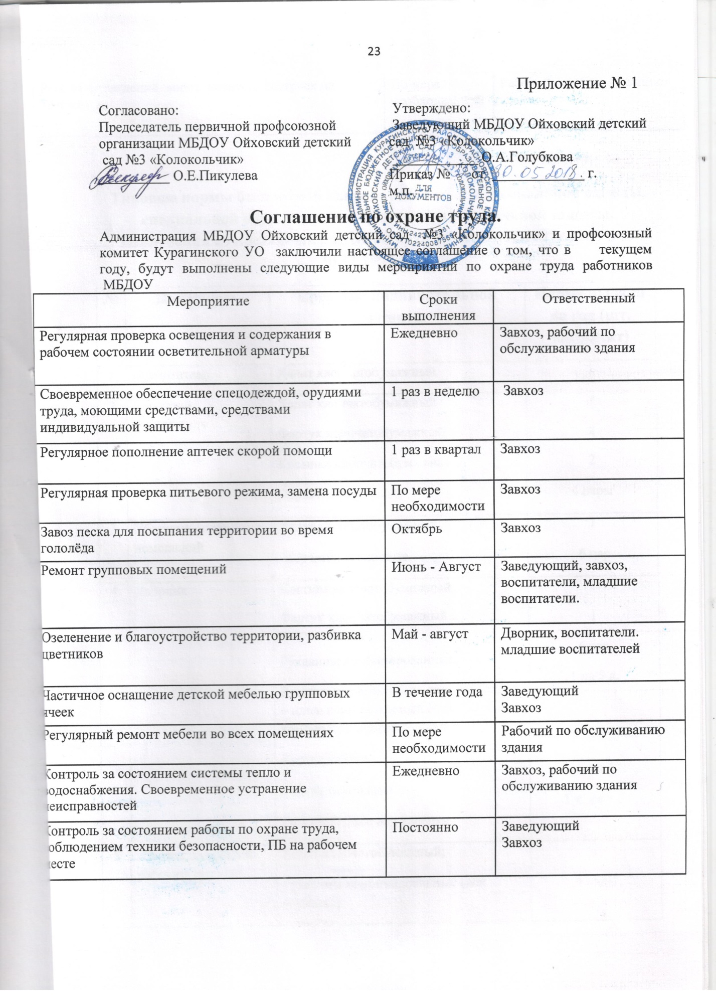 23
Приложение № 1
Согласовано:
Председатель первичной профсоюзной
организации МБДОУ Ойховский детский
сад №3 «Колокольчик»
О.Е.Пикулева
Утверждено:
Заведующий МБДОУ Ойховский детский
сад №3 «Колокольчик»
О.А.Голубкова
Приказ № от 30.05.2018. г.
м.п.
ДЛЯ
ДОКУМЕНТОВ
Соглашение по охране труда.
Администрация МБДОУ Ойховский детский сад №3 «Колокольчик» и профсоюзный
комитет Курагинского УО заключили настоящее соглашение о том, что в текущем
году, будут выполнены следующие виды мероприятий по охране труда работников
МБДОУ
Мероприятие
Сроки
выполнения
Ответственный
Регулярная проверка освещения и содержания в
рабочем состоянии осветительной арматуры
Ежедневно
Завхоз, рабочий по
обслуживанию здания
Своевременное обеспечение спецодеждой, орудиями
труда, моющими средствами, средствами
индивидуальной защиты
1 раз в неделю
Завхоз
Регулярное пополнение аптечек скорой помощи
1 раз в квартал
Завхоз
Регулярная проверка питьевого режима, замена посуды
По мере
необходимости
Завхоз
Завоз песка для посыпания территории во время
гололёда
Октябрь
Завхоз
Ремонт групповых помещений
Июнь - Август
Заведующий, завхоз,
воспитатели, младшие
воспитатели.
Озеленение и благоустройство территории, разбивка
цветников
Май - август
Дворник, воспитатели.
младшие воспитателей
Частичное оснащение детской мебелью групповых
ячеек
В течение года
Заведующий
Завхоз
Регулярный ремонт мебели во всех помещениях
По мере
необходимости
Рабочий по обслуживанию
здания
Контроль за состоянием системы тепло и
водоснабжения. Своевременное устранение
неисправностей
Ежедневно
Завхоз, рабочий по
обслуживанию здания
Контроль за состоянием работы по охране труда,
соблюдением техники безопасности, ПБ на рабочем
месте
Постоянно
Заведующий
Завхоз